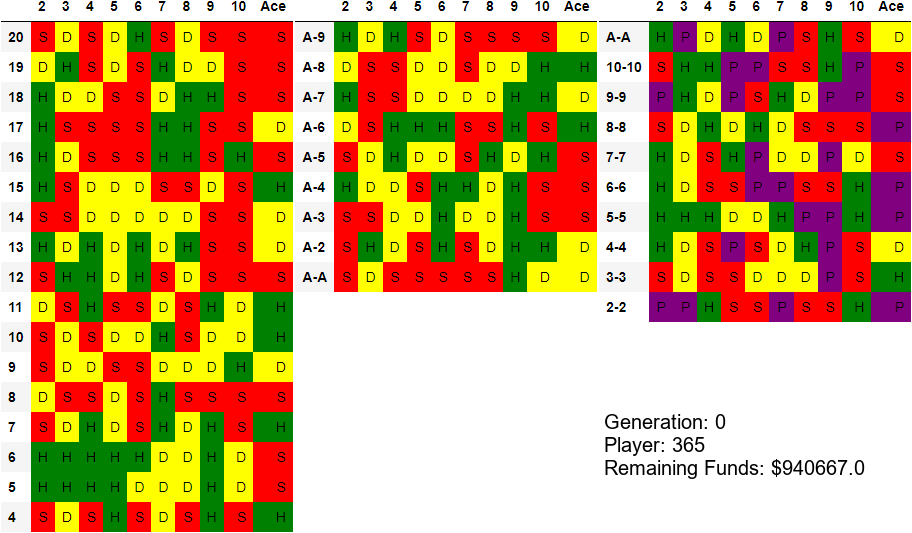 2 3 4 5 6 7 8 9 10 Ace 2 3 4 5 6 7 8 9 10 Ace 2 3 4 5 6 7 8 9 10 Ace
20 S D S D H S D S S S A-9 H D H S D S S S S D A-A H P D H D P S H S D
19 D H S D S H D D S S A-8 D S S D D S D D H H 10-10 S H H P P S S H P S
18 H D D S S D H H S S A-7 H S S D D D D H H H 9-9 P H D P S H D P P S
17 H S S S S H H S S D A-6 D S H H H S S H S H 8-8 S D H D H D S S S P
16 H D S S S H H S H S A-5 S D H D D S H D H S 7-7 H D S H P D D P D S
15 H S D D D S S D S H A-4 H D D S H H D H S S 6-6 H D S S P P S S H P
14 S S D D D D D S S D A-3 S S D D H D D H S S 5-5 H H H D D H P P H P
13 H D H D H D H S S D A-2 S H D S H S D H H D 4-4 H D S P S D H P S D
12 S H H D H S D S S S A-A S D S S S S S H D D 3-3 S D S S D D D P S H
11 D S H S S D S H D H 2-2 P P H S S P S S H P
10 D S D D D H S D D H
9 S D D S S D D D H D
8 D S S D S H S S S S
7 S D H D S H D H S H
6 H H H H H D D H D S
5 H H H H D D D H D S
4 S D S H S D S H S H
Generation: 0
Player: 365
Remaining Funds: $940667.0